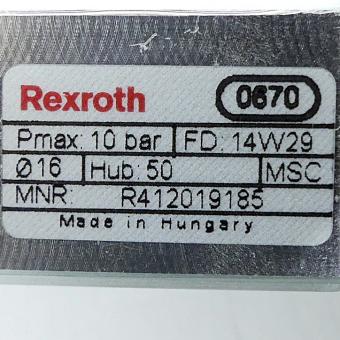 Rexroth 0670
Pmax: 10 bar FD: 14W29
Ø16 Hub: 50 MSC
MNR: R412019185
Made in Hungary